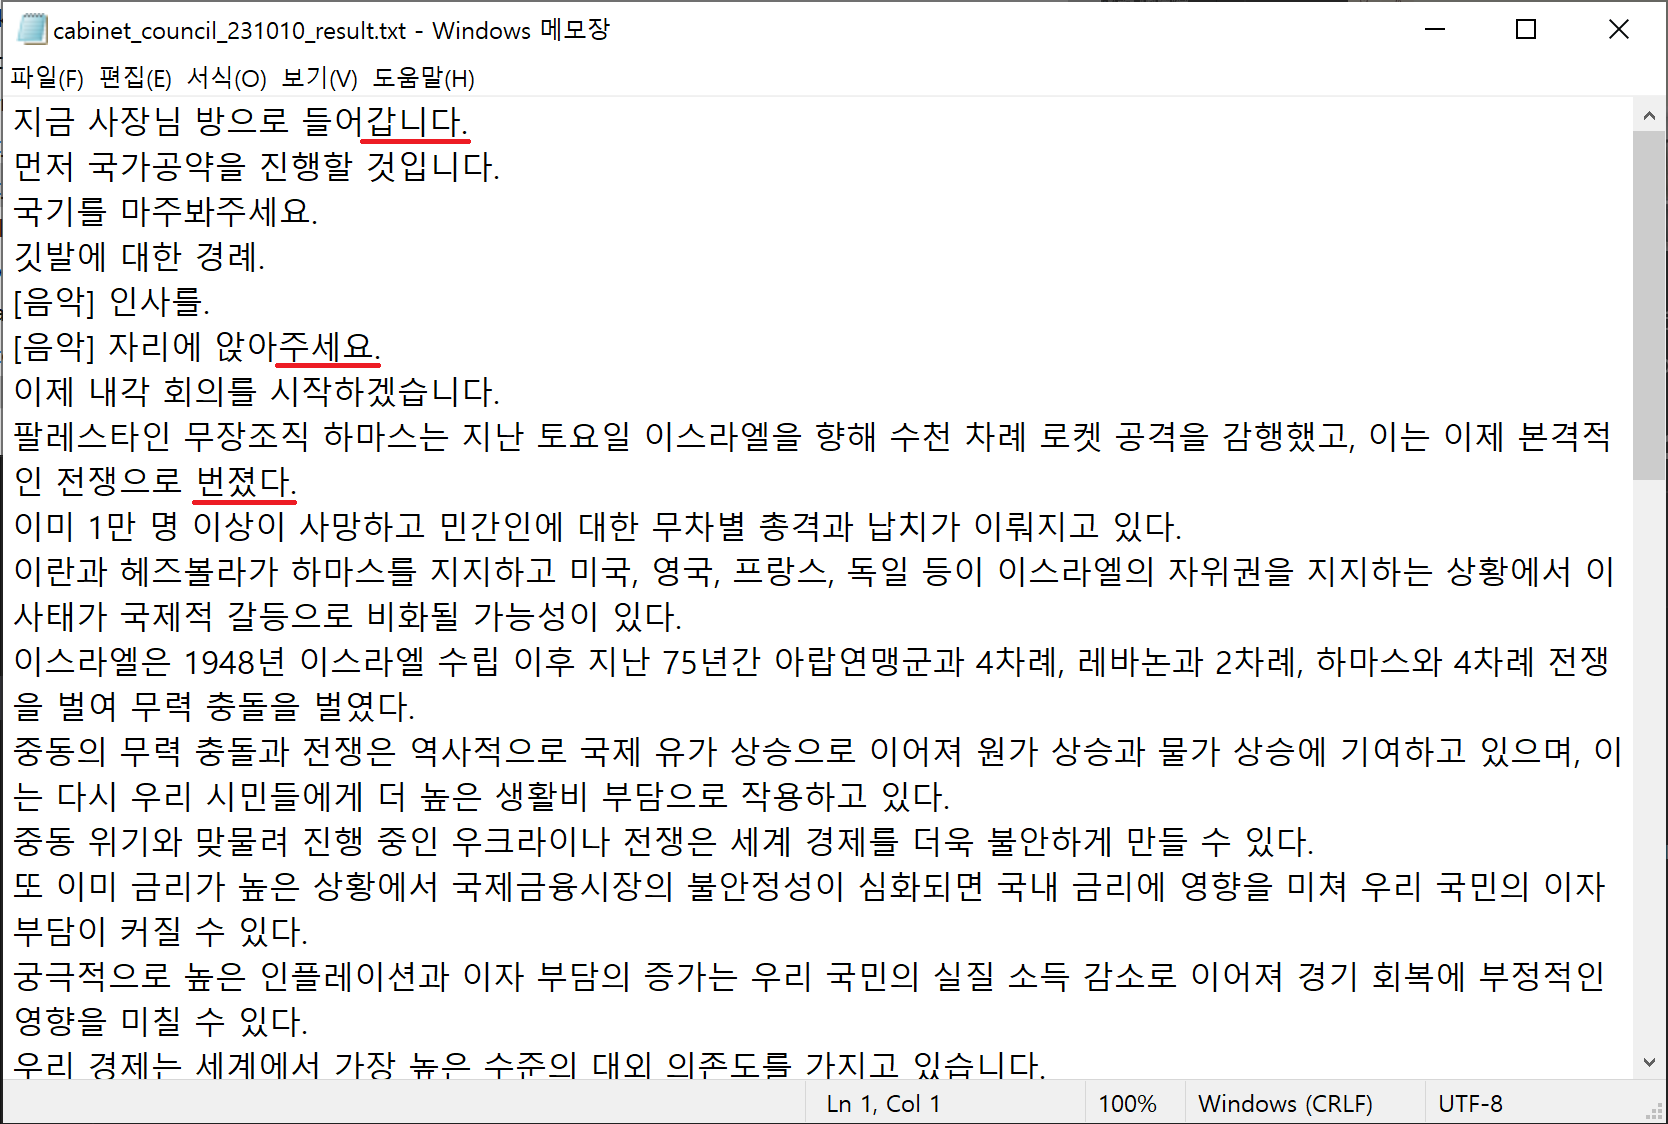 cabinet_council_231010_result.txt - Windows 메모장
파일(F) 편집(E) 서식(O) 보기(V) 도움말(H)
지금 사장님 방으로 들어갑니다.
먼저 국가공약을 진행할 것입니다.
국기를 마주봐주세요.
깃발에 대한 경례.
[음악] 인사를.
[음악] 자리에 앉아주세요.
이제 내각 회의를 시작하겠습니다.
팔레스타인 무장조직 하마스는 지난 토요일 이스라엘을 향해 수천 차례 로켓 공격을 감행했고, 이는 이제 본격적
인 전쟁으로 번졌다.
이미 1만 명 이상이 사망하고 민간인에 대한 무차별 총격과 납치가 이뤄지고 있다.
이란과 헤즈볼라가 하마스를 지지하고 미국, 영국, 프랑스, 독일 등이 이스라엘의 자위권을 지지하는 상황에서 이
사태가 국제적 갈등으로 비화될 가능성이 있다.
이스라엘은 1948년 이스라엘 수립 이후 지난 75년간 아랍연맹군과 4차례, 레바논과 2차례, 하마스와 4차례 전쟁
을 벌여 무력 충돌을 벌였다.
중동의 무력 충돌과 전쟁은 역사적으로 국제 유가 상승으로 이어져 원가 상승과 물가 상승에 기여하고 있으며, 이
는 다시 우리 시민들에게 더 높은 생활비 부담으로 작용하고 있다.
중동 위기와 맞물려 진행 중인 우크라이나 전쟁은 세계 경제를 더욱 불안하게 만들 수 있다.
또 이미 금리가 높은 상황에서 국제금융시장의 불안정성이 심화되면 국내 금리에 영향을 미쳐 우리 국민의 이자
부담이 커질 수 있다.
궁극적으로 높은 인플레이션과 이자 부담의 증가는 우리 국민의 실질 소득 감소로 이어져 경기 회복에 부정적인
영향을 미칠 수 있다.
우리 경제는 세계에서 가장 높은 수준의 대외 의존도를 가지고 있습니다.
Ln 1, Col 1 100% Windows (CRLF) UTF-8